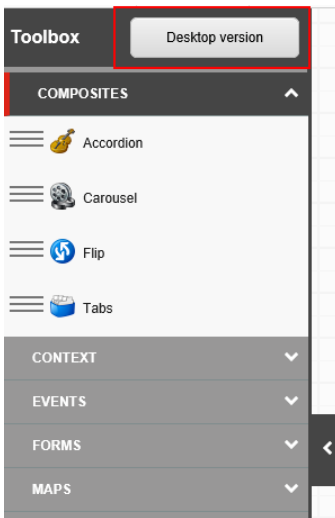 Toolbox Desktop version
COMPOSITES
Accordion
Carousel
Flip
Tabs
CONTEXT
EVENTS
FORMS
MAPS